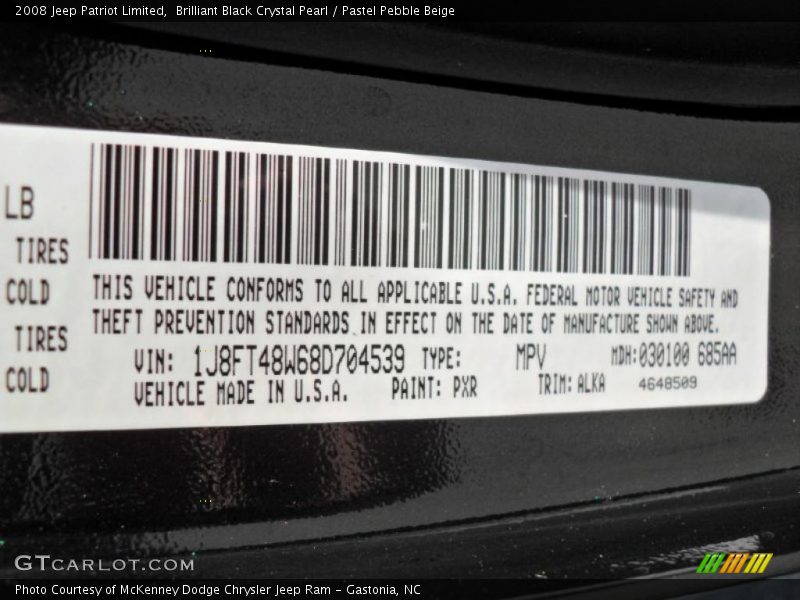 2008 Jeep Patriot Limited,  Brilliant Black Crystal Pearl / Pastel Pebble Beige
LB
TIRES
COLD
TIRES
COLD
THIS VEHICLE CONFORMS TO ALL APPLICABLE U.S.A. FEDERAL MOTOR VEHICLE SAFETY AND
THEFT PREVENTION STANDARDS IN EFFECT ON THE DATE OF MANUFACTURE SHOWN ABOVE.
VIN: 1J8FT48W68D704539 TYPE: MPV MDH:030100 685AA
VEHICLE MADE IN U.S.A. PAINT: PXR TRIM: ALKA 4648509
GTCARLOT.COM
Photo Courtesy of McKenney Dodge Chrysler Jeep Ram - Gastonia, NC